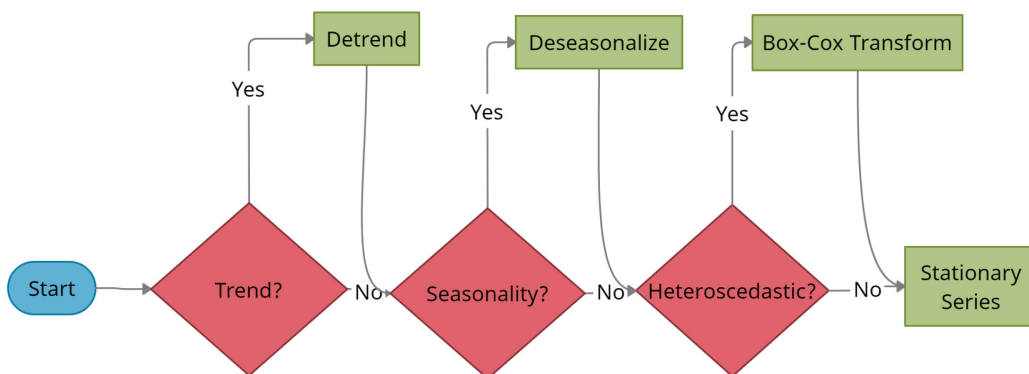 Start
Trend?
Yes
Detrend
No
Seasonality?
Yes
Deseasonalize
No
Heteroscedastic?
Yes
Box-Cox Transform
No
Stationary
Series